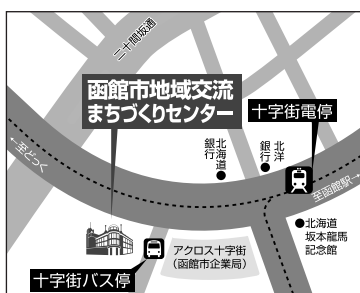 二十間坂通
函館市地域交流
まちづくりセンター
十字街電停
←至どっく
北海道
銀行
北洋
銀行
至函館駅→
北海道
坂本龍馬
記念館
アクロス十字街
(函館市企業局)
十字街バス停